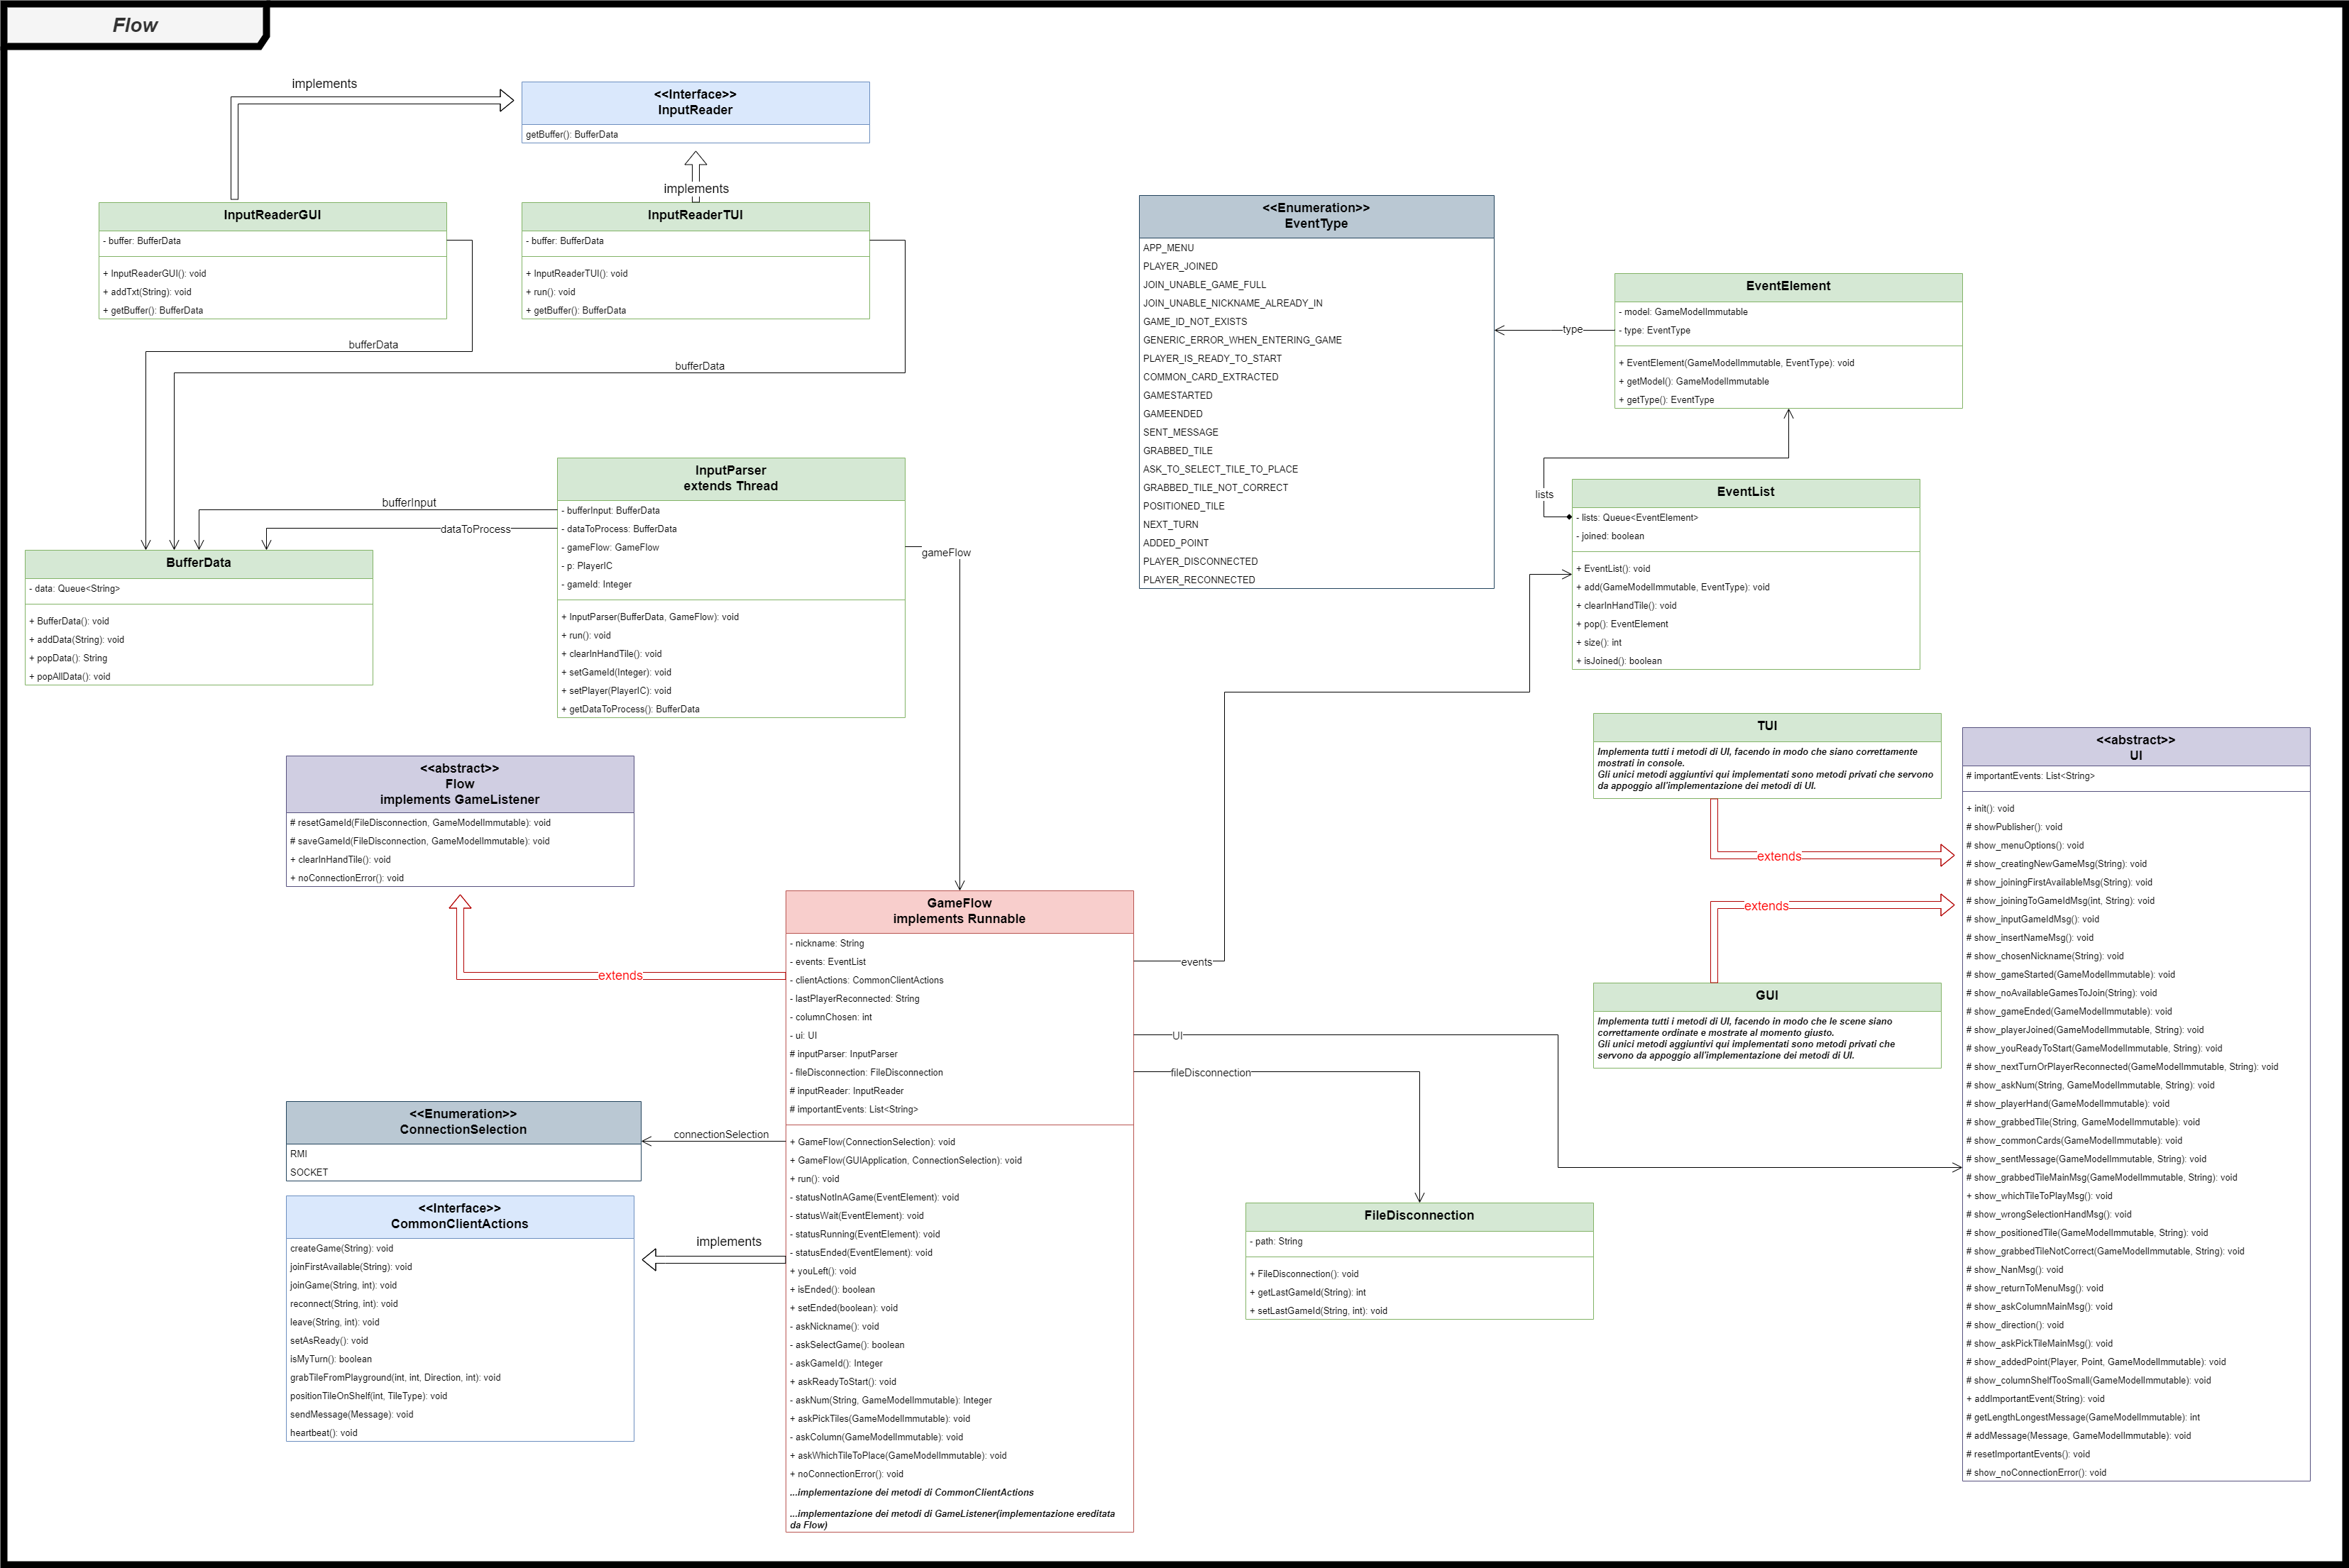 Flow
implements
<<Interface>>
InputReader
getBuffer(): BufferData
implements
InputReaderGUI
- buffer: BufferData
+ InputReaderGUI(): void
+ addTxt(String): void
+ getBuffer(): BufferData
InputReaderTUI
- buffer: BufferData
+ InputReaderTUI(): void
+ run(): void
+ getBuffer(): BufferData
bufferData
bufferData
<<Enumeration>>
EventType
APP_MENU
PLAYER_JOINED
JOIN_UNABLE_GAME_FULL
JOIN_UNABLE_NICKNAME_ALREADY_IN
GAME_ID_NOT_EXISTS
GENERIC_ERROR_WHEN_ENTERING_GAME
PLAYER_IS_READY_TO_START
COMMON_CARD_EXTRACTED
GAMESTARTED
GAMEENDED
SENT_MESSAGE
GRABBED_TILE
ASK_TO_SELECT_TILE_TO_PLACE
GRABBED_TILE_NOT_CORRECT
POSITIONED_TILE
NEXT_TURN
ADDED_POINT
PLAYER_DISCONNECTED
PLAYER_RECONNECTED
type
EventElement
- model: GameModelImmutable
- type: EventType
+ EventElement(GameModelImmutable, EventType): void
+ getModel(): GameModelImmutable
+ getType(): EventType
lists
EventList
- lists: Queue<EventElement>
- joined: boolean
+ EventList(): void
+ add(GameModelImmutable, EventType): void
+ clearInHandTile(): void
+ pop(): EventElement
+ size(): int
+ isJoined(): boolean
InputParser
extends Thread
- bufferInput: BufferData
- dataToProcess: BufferData
- gameFlow: GameFlow
- p: PlayerIC
- gameId: Integer
+ InputParser(BufferData, GameFlow): void
+ run(): void
+ clearInHandTile(): void
+ setGameId(Integer): void
+ setPlayer(PlayerIC): void
+ getDataToProcess(): BufferData
bufferInput
dataToProcess
gameFlow
BufferData
- data: Queue<String>
+ BufferData(): void
+ addData(String): void
+ popData(): String
+ popAllData(): void
<<abstract>>
Flow
implements GameListener
# resetGameId(FileDisconnection, GameModelImmutable): void
# saveGameId(FileDisconnection, GameModelImmutable): void
+ clearInHandTile(): void
+ noConnectionError(): void
extends
GameFlow
implements Runnable
- nickname: String
- events: EventList
- clientActions: CommonClientActions
- lastPlayerReconnected: String
- columnChosen: int
- ui: UI
# inputParser: InputParser
- fileDisconnection: FileDisconnection
# inputReader: InputReader
# importantEvents: List<String>
+ GameFlow(ConnectionSelection): void
+ GameFlow(GUIApplication, ConnectionSelection): void
+ run(): void
- statusNotInAGame(EventElement): void
- statusWait(EventElement): void
- statusRunning(EventElement): void
- statusEnded(EventElement): void
+ youLeft(): void
+ isEnded(): boolean
+ setEnded(boolean): void
- askNickname(): void
- askSelectGame(): boolean
- askGameId(): Integer
+ askReadyToStart(): void
- askNum(String, GameModelImmutable): Integer
+ askPickTiles(GameModelImmutable): void
- askColumn(GameModelImmutable): void
+ askWhichTileToPlace(GameModelImmutable): void
+ noConnectionError(): void
...implementazione dei metodi di CommonClientActions
...implementazione dei metodi di GameListener(implementazione ereditata
da Flow)
events
UI
fileDisconnection
connectionSelection
implements
<<Enumeration>>
ConnectionSelection
RMI
SOCKET
<<Interface>>
CommonClientActions
createGame(String): void
joinFirstAvailable(String): void
joinGame(String, int): void
reconnect(String, int): void
leave(String, int): void
setAsReady(): void
isMyTurn(): boolean
grabTileFromPlayground(int, int, Direction, int): void
positionTileOnShelf(int, TileType): void
sendMessage(Message): void
heartbeat(): void
FileDisconnection
- path: String
+ FileDisconnection(): void
+ getLastGameId(String): int
+ setLastGameId(String, int): void
TUI
Implementa tutti i metodi di UI, facendo in modo che siano correttamente
mostrati in console.
Gli unici metodi aggiuntivi qui implementati sono metodi privati che servono
da appoggio all'implementazione dei metodi di UI.
extends
extends
GUI
Implementa tutti i metodi di UI, facendo in modo che le scene siano
correttamente ordinate e mostrate al momento giusto.
Gli unici metodi aggiuntivi qui implementati sono metodi privati che
servono da appoggio all'implementazione dei metodi di UI.
<<abstract>>
UI
# importantEvents: List<String>
+ init(): void
# showPublisher(): void
# show_menuOptions(): void
# show_creatingNewGameMsg(String): void
# show_joiningFirstAvailableMsg(String): void
# show_joiningToGameIdMsg(int, String): void
# show_inputGameIdMsg(): void
# show_insertNameMsg(): void
# show_chosenNickname(String): void
# show_gameStarted(GameModelImmutable): void
# show_noAvailableGamesToJoin(String): void
# show_gameEnded(GameModelImmutable): void
# show_playerJoined(GameModelImmutable, String): void
# show_youReadyToStart(GameModelImmutable, String): void
# show_nextTurnOrPlayerReconnected(GameModelImmutable, String): void
# show_askNum(String, GameModelImmutable, String): void
# show_playerHand(GameModelImmutable): void
# show_grabbedTile(String, GameModelImmutable): void
# show_commonCards(GameModelImmutable): void
# show_sentMessage(GameModelImmutable, String): void
# show_grabbedTileMainMsg(GameModelImmutable, String): void
+ show_whichTileToPlayMsg(): void
# show_wrongSelectionHandMsg(): void
# show_positionedTile(GameModelImmutable, String): void
# show_grabbedTileNotCorrect(GameModelImmutable, String): void
# show_NanMsg(): void
# show_returnToMenuMsg(): void
# show_askColumnMainMsg(): void
# show_direction(): void
# show_askPickTileMainMsg(): void
# show_addedPoint(Player, Point, GameModelImmutable): void
# show_columnShelfTooSmall(GameModelImmutable): void
+ addImportantEvent(String): void
# getLengthLongestMessage(GameModelImmutable): int
# addMessage(Message, GameModelImmutable): void
# resetImportantEvents(): void
# show_noConnectionError(): void